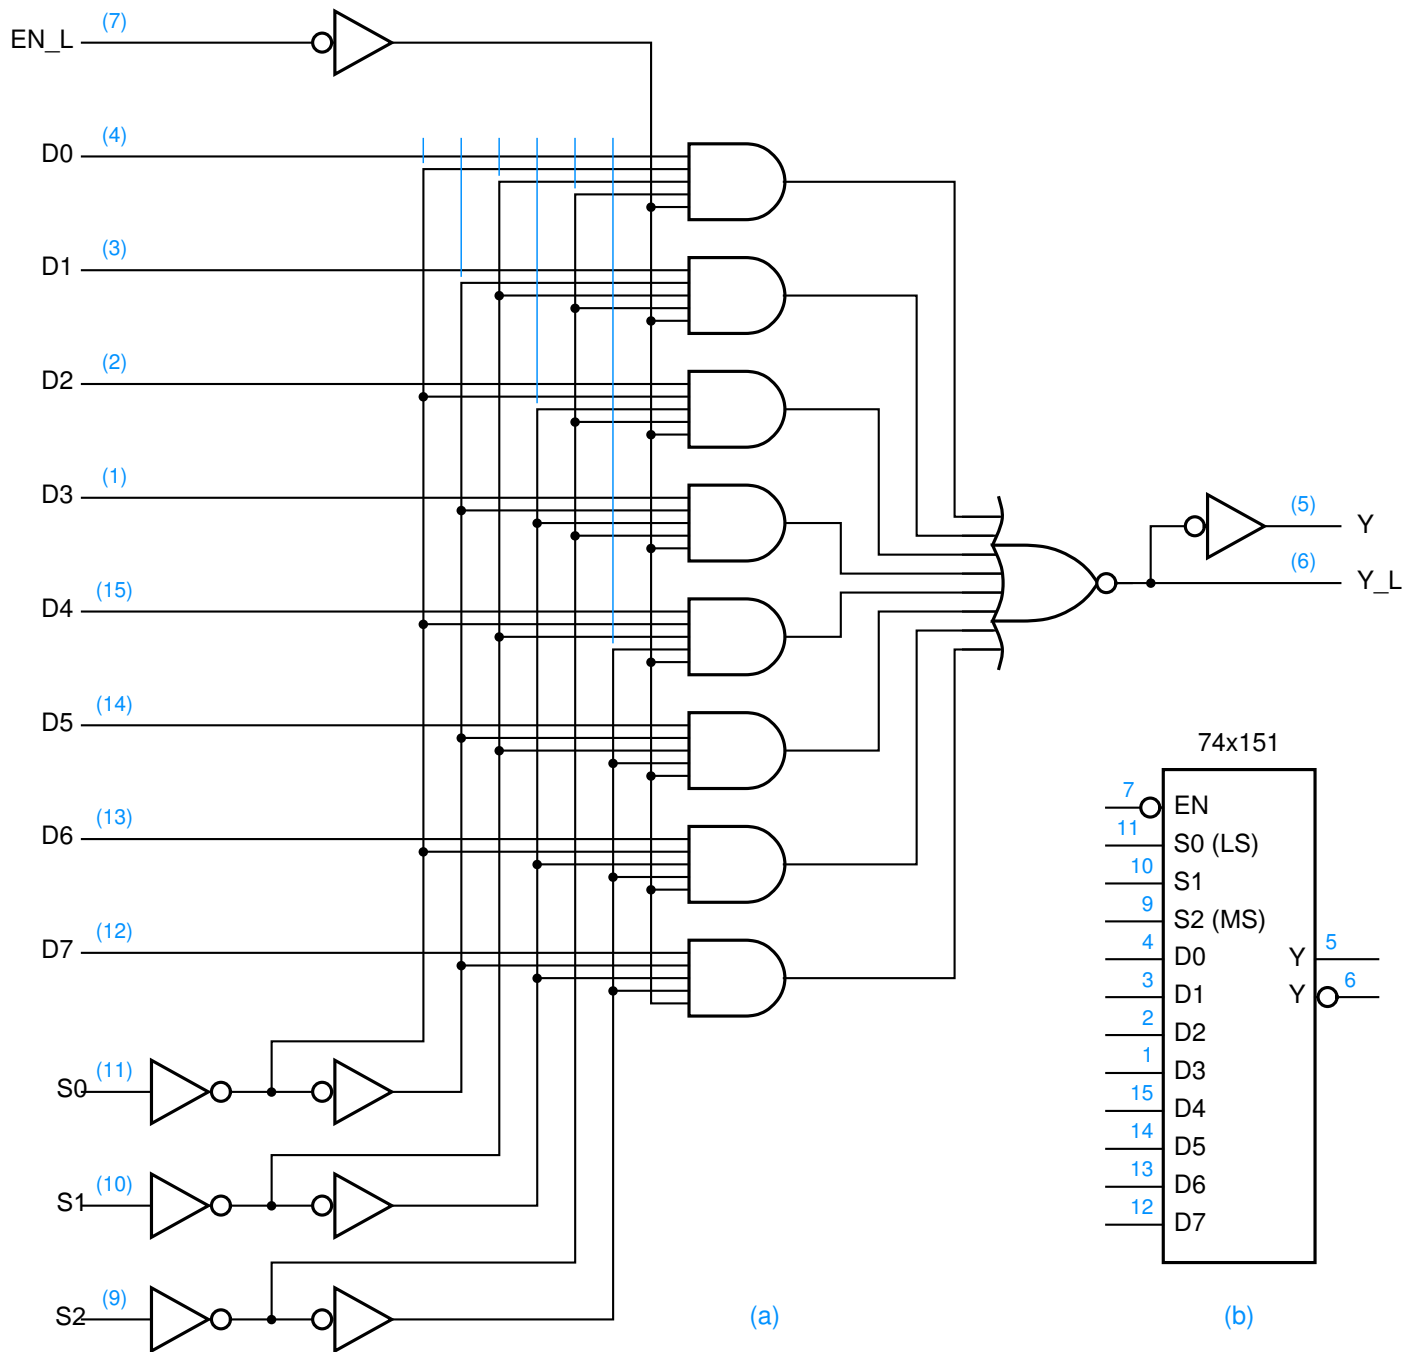 EN_L (7)
D0 (4)
D1 (3)
D2 (2)
D3 (1)
D4 (15)
D5 (14)
D6 (13)
D7 (12)
S0 (11)
S1 (10)
S2 (9)
(5) Y
(6) Y_L
(a)
74x151
7 EN
11 S0 (LS)
10 S1
9 S2 (MS)
4 D0
3 D1
2 D2
1 D3
15 D4
14 D5
13 D6
12 D7
Y 5
Y 6
(b)